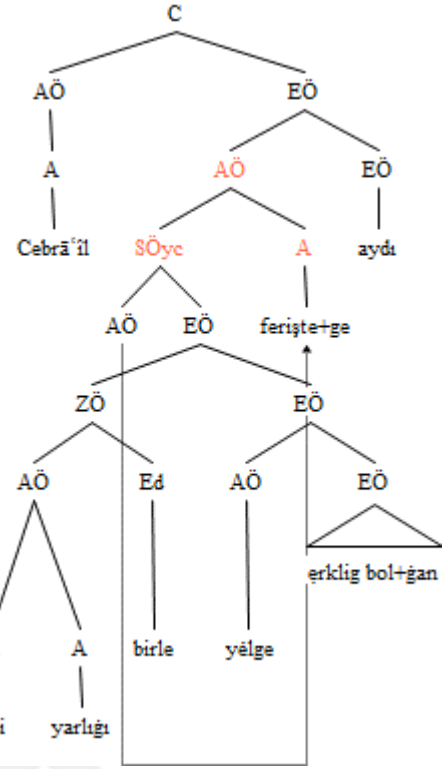 C
AÖ EÖ
A AÖ EÖ
Cebrāʿīl SÖyc A aydı
AÖ EÖ ferişte+ge
ZÖ EÖ
AÖ Ed AÖ EÖ
erklig bol+ġan
A birle yėlge
i yarlıġı